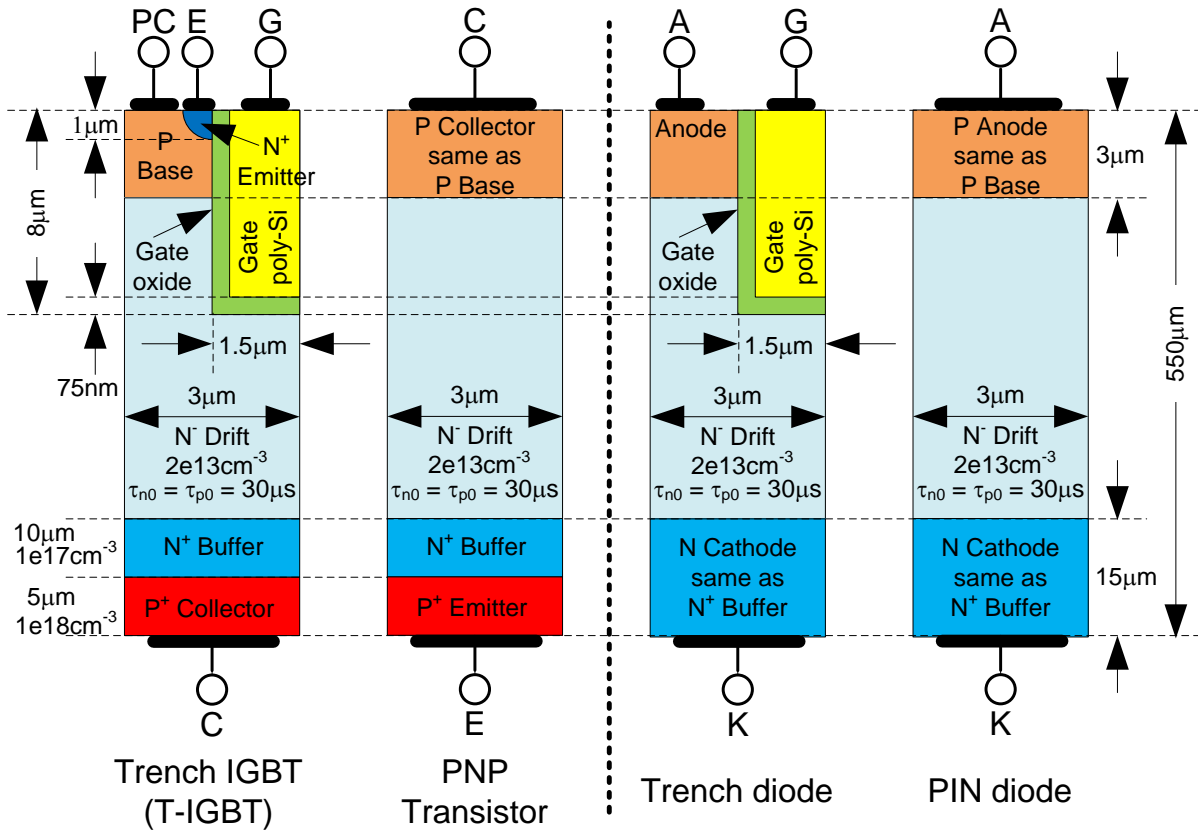 PC E G
C
A G
A
1μm
8μm
P
Base
N⁺
Emitter
Gate
oxide
Gate
poly-Si
1.5μm
75nm
3μm
N⁻ Drift
2e13cm⁻³
τn0 = τp0 = 30μs
10μm
1e17cm⁻³
N⁺ Buffer
5μm
1e18cm⁻³
P⁺ Collector
C
Trench IGBT
(T-IGBT)
P Collector
same as
P Base
3μm
N⁻ Drift
2e13cm⁻³
τn0 = τp0 = 30μs
N⁺ Buffer
P⁺ Emitter
E
PNP
Transistor
Anode
Gate
oxide
Gate
poly-Si
1.5μm
3μm
N⁻ Drift
2e13cm⁻³
τn0 = τp0 = 30μs
N Cathode
same as
N⁺ Buffer
K
Trench diode
P Anode
same as
P Base
3μm
550μm
3μm
N⁻ Drift
2e13cm⁻³
τn0 = τp0 = 30μs
N Cathode
same as
N⁺ Buffer
15μm
K
PIN diode